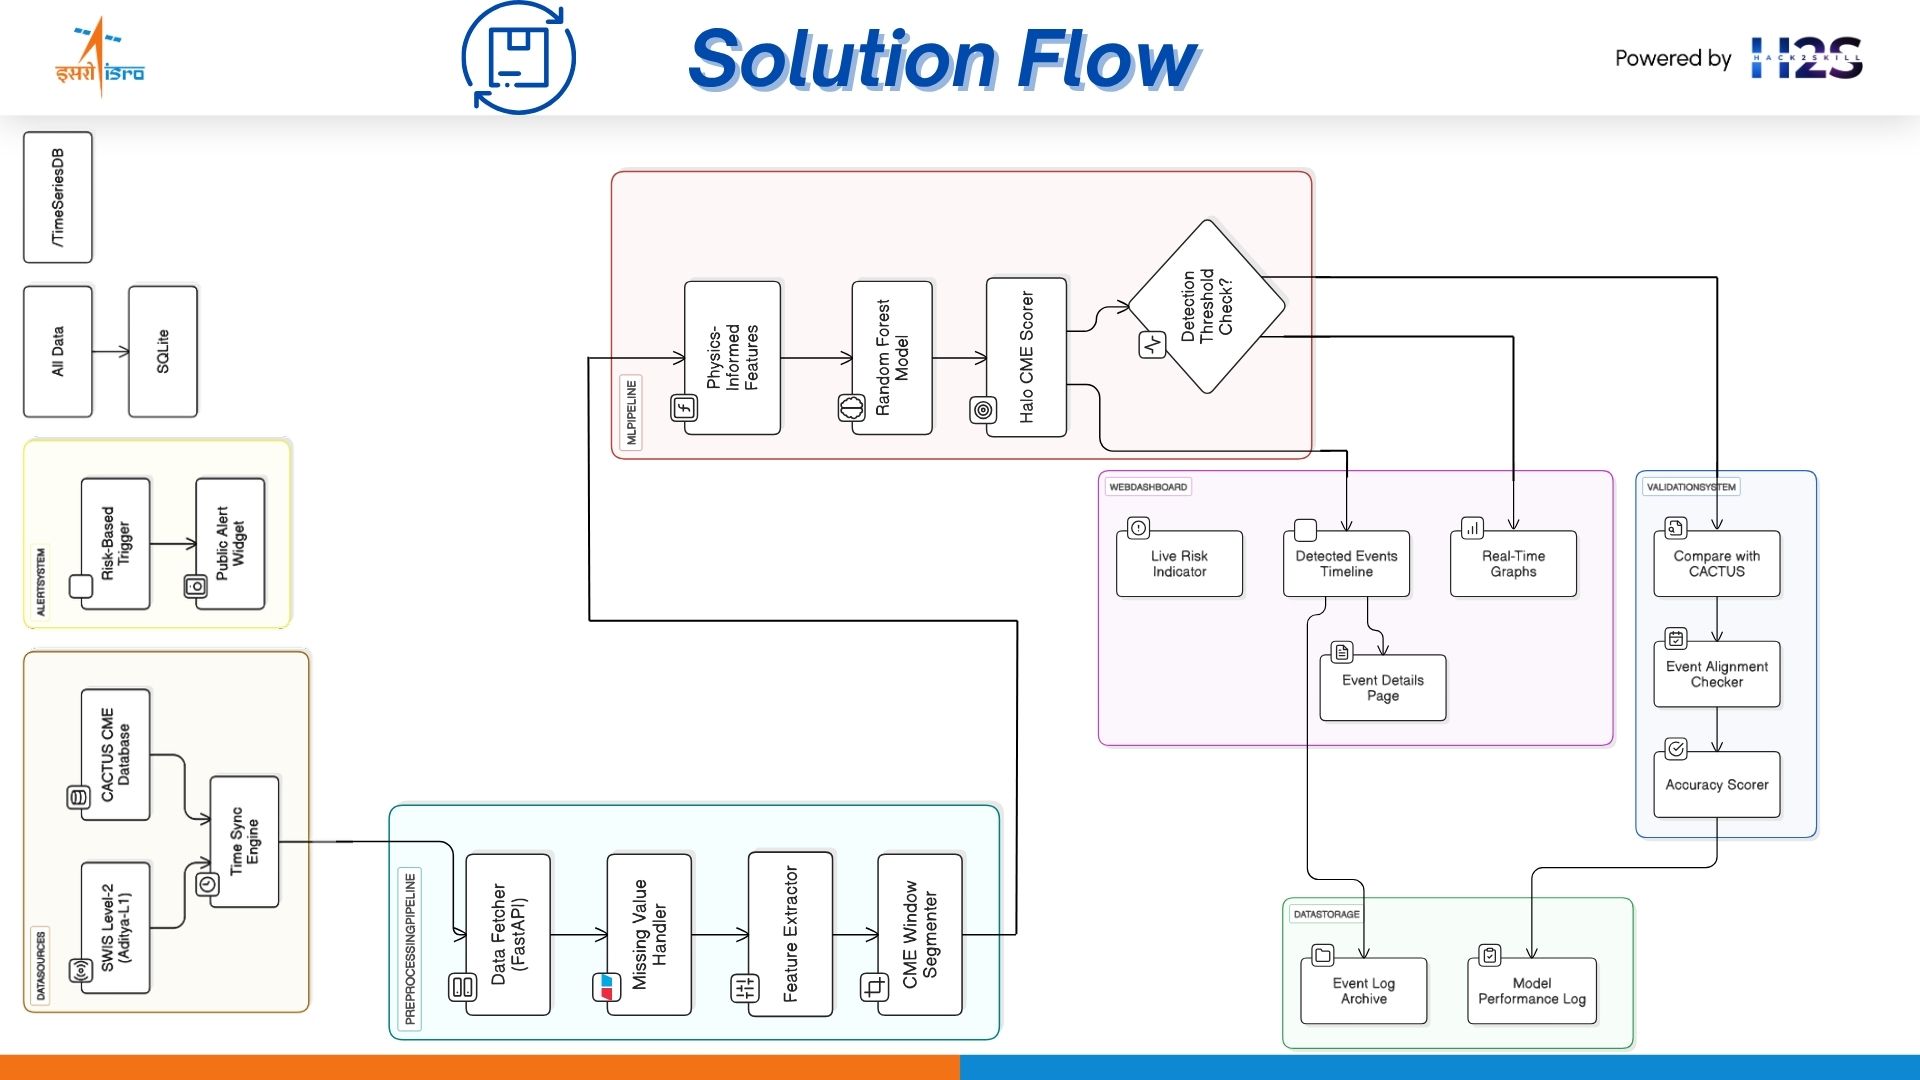 इसरो isro
Solution Flow
Powered by
H2S
HACK2SKILL
/TimeSeriesDB
All Data
SQLite
ALERTSYSTEM
Risk-Based
Trigger
Public Alert
Widget
DATASOURCES
CACTUS CME
Database
SWIS Level-2
(Aditya-L1)
Time Sync
Engine
PREPROCESSINGPIPELINE
Data Fetcher
(FastAPI)
Missing Value
Handler
Feature Extractor
CME Window
Segmenter
MLPIPELINE
Physics-
Informed
Features
Random Forest
Model
Halo CME Scorer
Detection
Threshold
Check?
WEBDASHBOARD
Live Risk
Indicator
Detected Events
Timeline
Real-Time
Graphs
Event Details
Page
VALIDATIONSYSTEM
Compare with
CACTUS
Event Alignment
Checker
Accuracy Scorer
DATASTORAGE
Event Log
Archive
Model
Performance Log